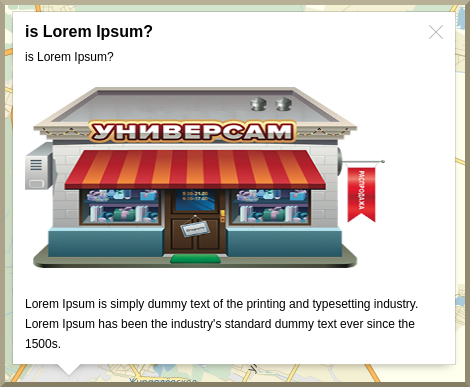 is Lorem Ipsum?
is Lorem Ipsum?
УНИВЕРСАМ
РАСПРОДАЖА
Lorem Ipsum is simply dummy text of the printing and typesetting industry.
Lorem Ipsum has been the industry's standard dummy text ever since the
1500s.